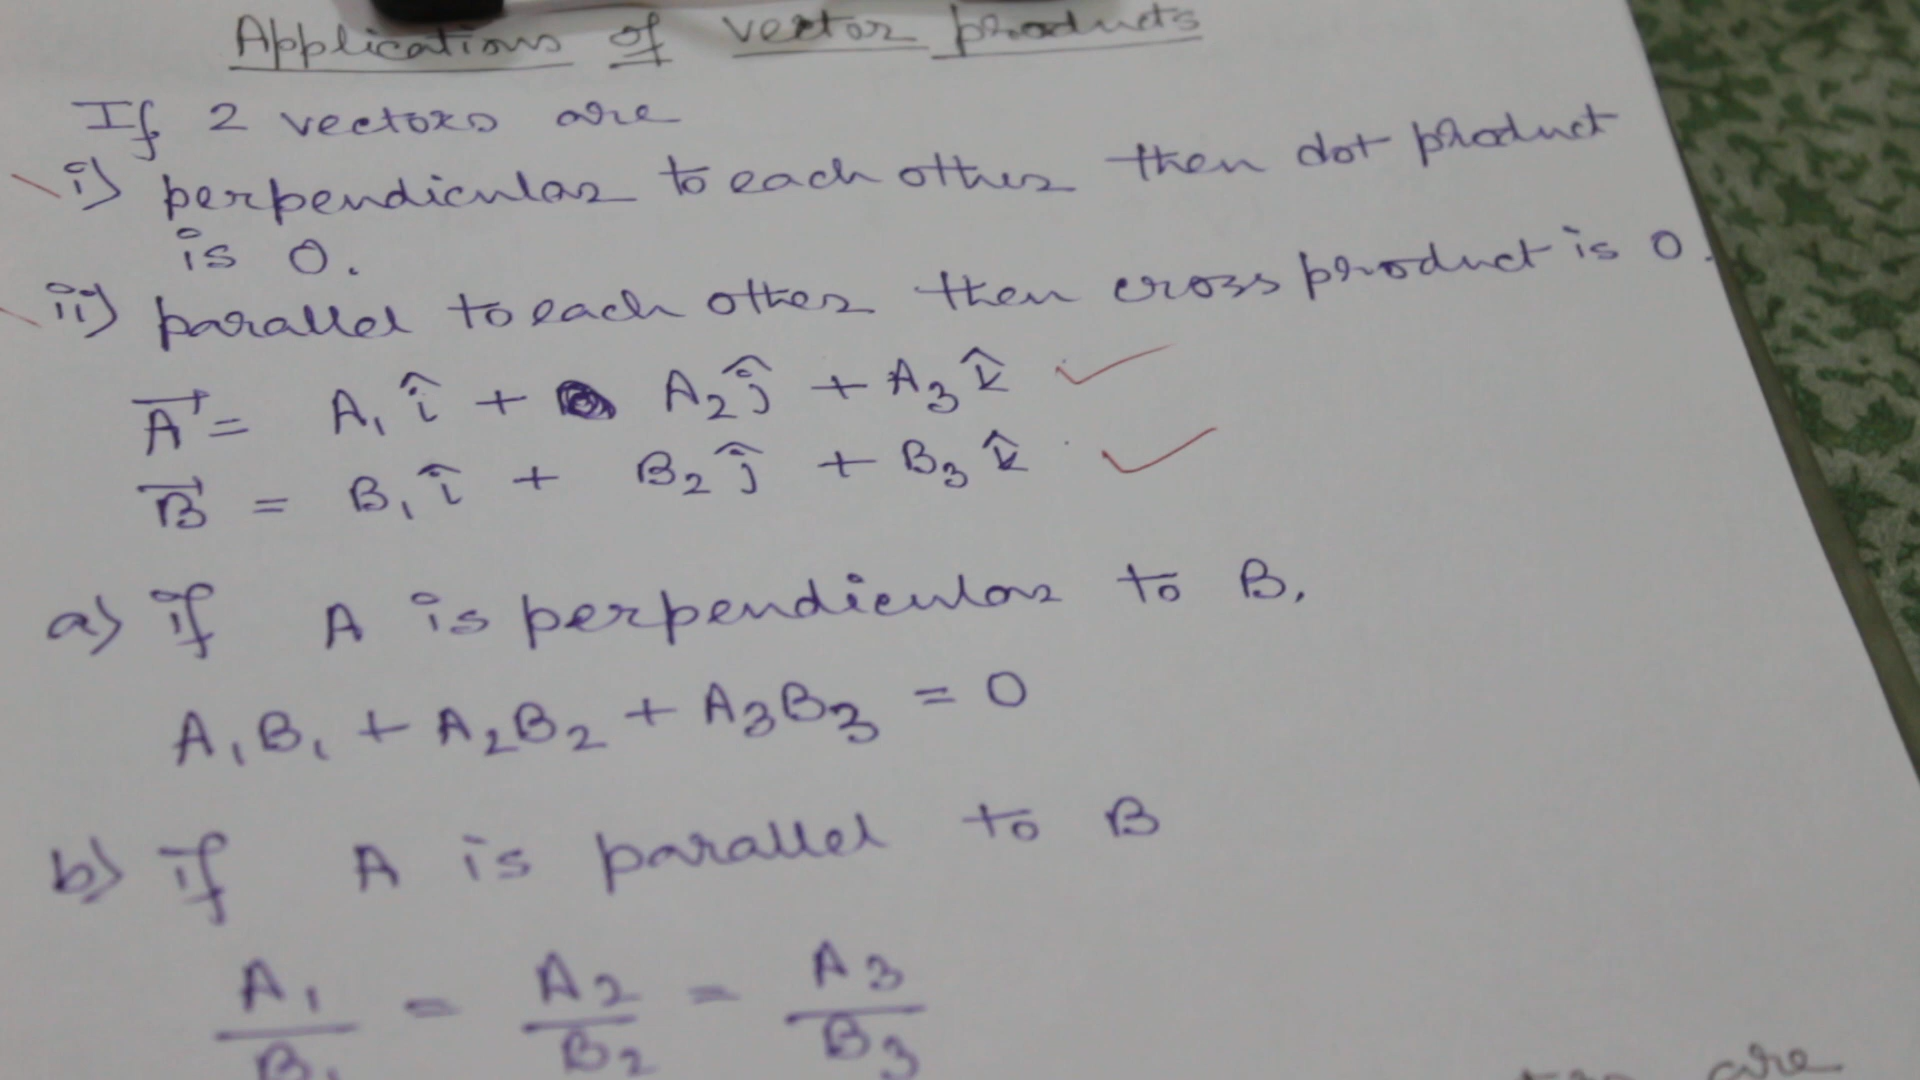 Applications of vector products
If 2 vectors are
i) perpendicular to each other then dot product
is 0.
ii) parallel to each other then cross product is 0.
A⃗ = A₁ î + A₂ ĵ + A₃ k̂
B⃗ = B₁ î + B₂ ĵ + B₃ k̂
a) if A is perpendicular to B.
A₁B₁ + A₂B₂ + A₃B₃ = 0
b) if A is parallel to B
A₁/B₁ = A₂/B₂ = A₃/B₃
are